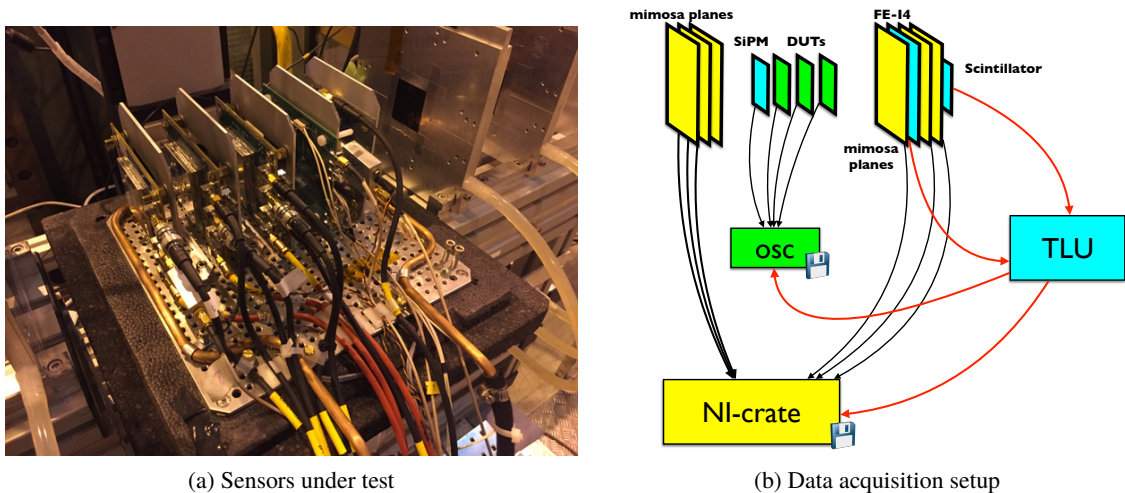 mimosa planes
FE-I4
SiPM
DUTs
Scintillator
mimosa
planes
OSC
TLU
NI-crate
(a) Sensors under test
(b) Data acquisition setup